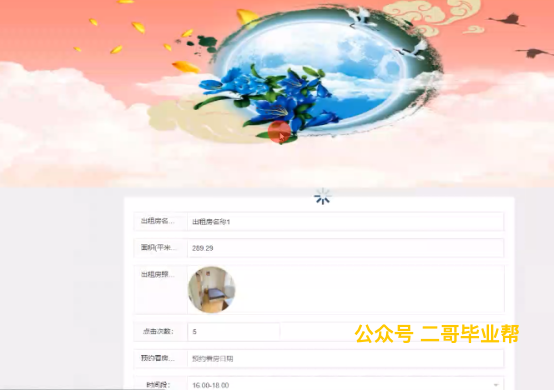 出租房名... 出租房名称1
面积(平米... 289.29
出租房照...
点击次数： 5
公众号 二哥毕业帮
预约看房... 预约看房日期
时间段： 16:00-18:00